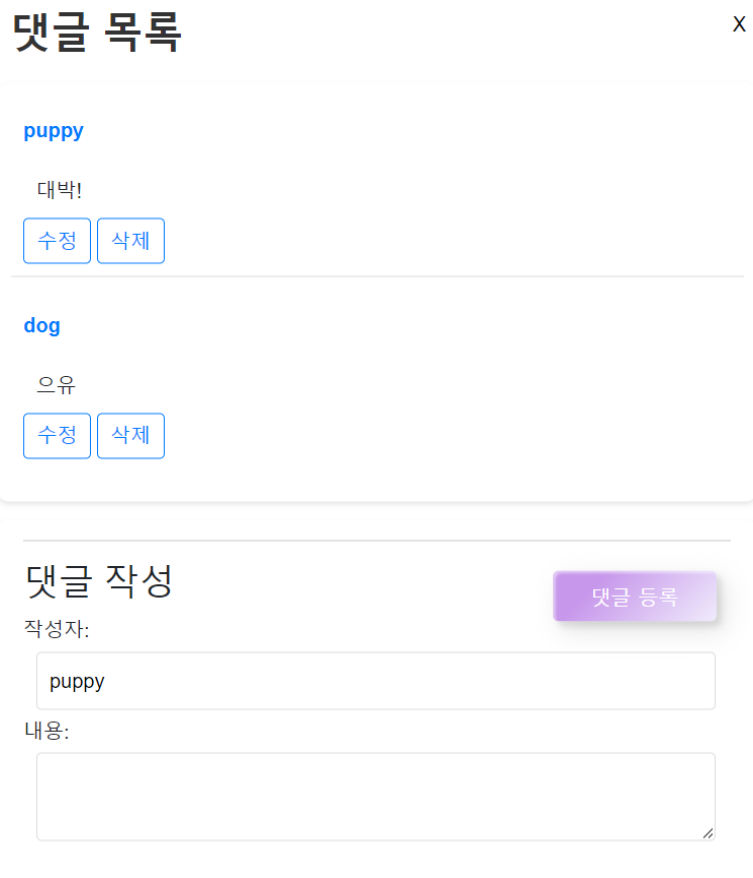 댓글 목록
X
puppy
대박!
수정 삭제
dog
으유
수정 삭제
댓글 작성
댓글 등록
작성자:
puppy
내용: